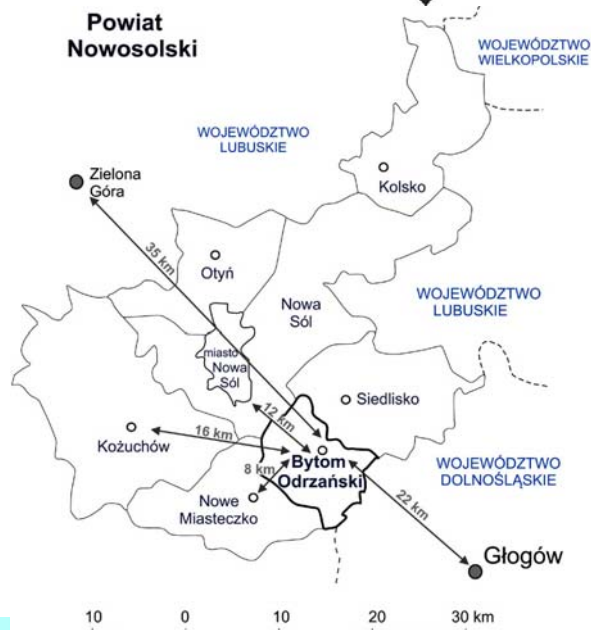 Powiat
Nowosolski
WOJEWÓDZTWO
WIELKOPOLSKIE
WOJEWÓDZTWO
LUBUSKIE
Zielona
Góra
Kolsko
35 km
Otyń
Nowa
Sól
WOJEWÓDZTWO
LUBUSKIE
miasto
Nowa
Sól
Siedlisko
12 km
16 km
Kożuchów
Bytom
Odrzański
8 km
WOJEWÓDZTWO
DOLNOŚLĄSKIE
Nowe
Miasteczko
22 km
Głogów
10 0 10 20 30 km